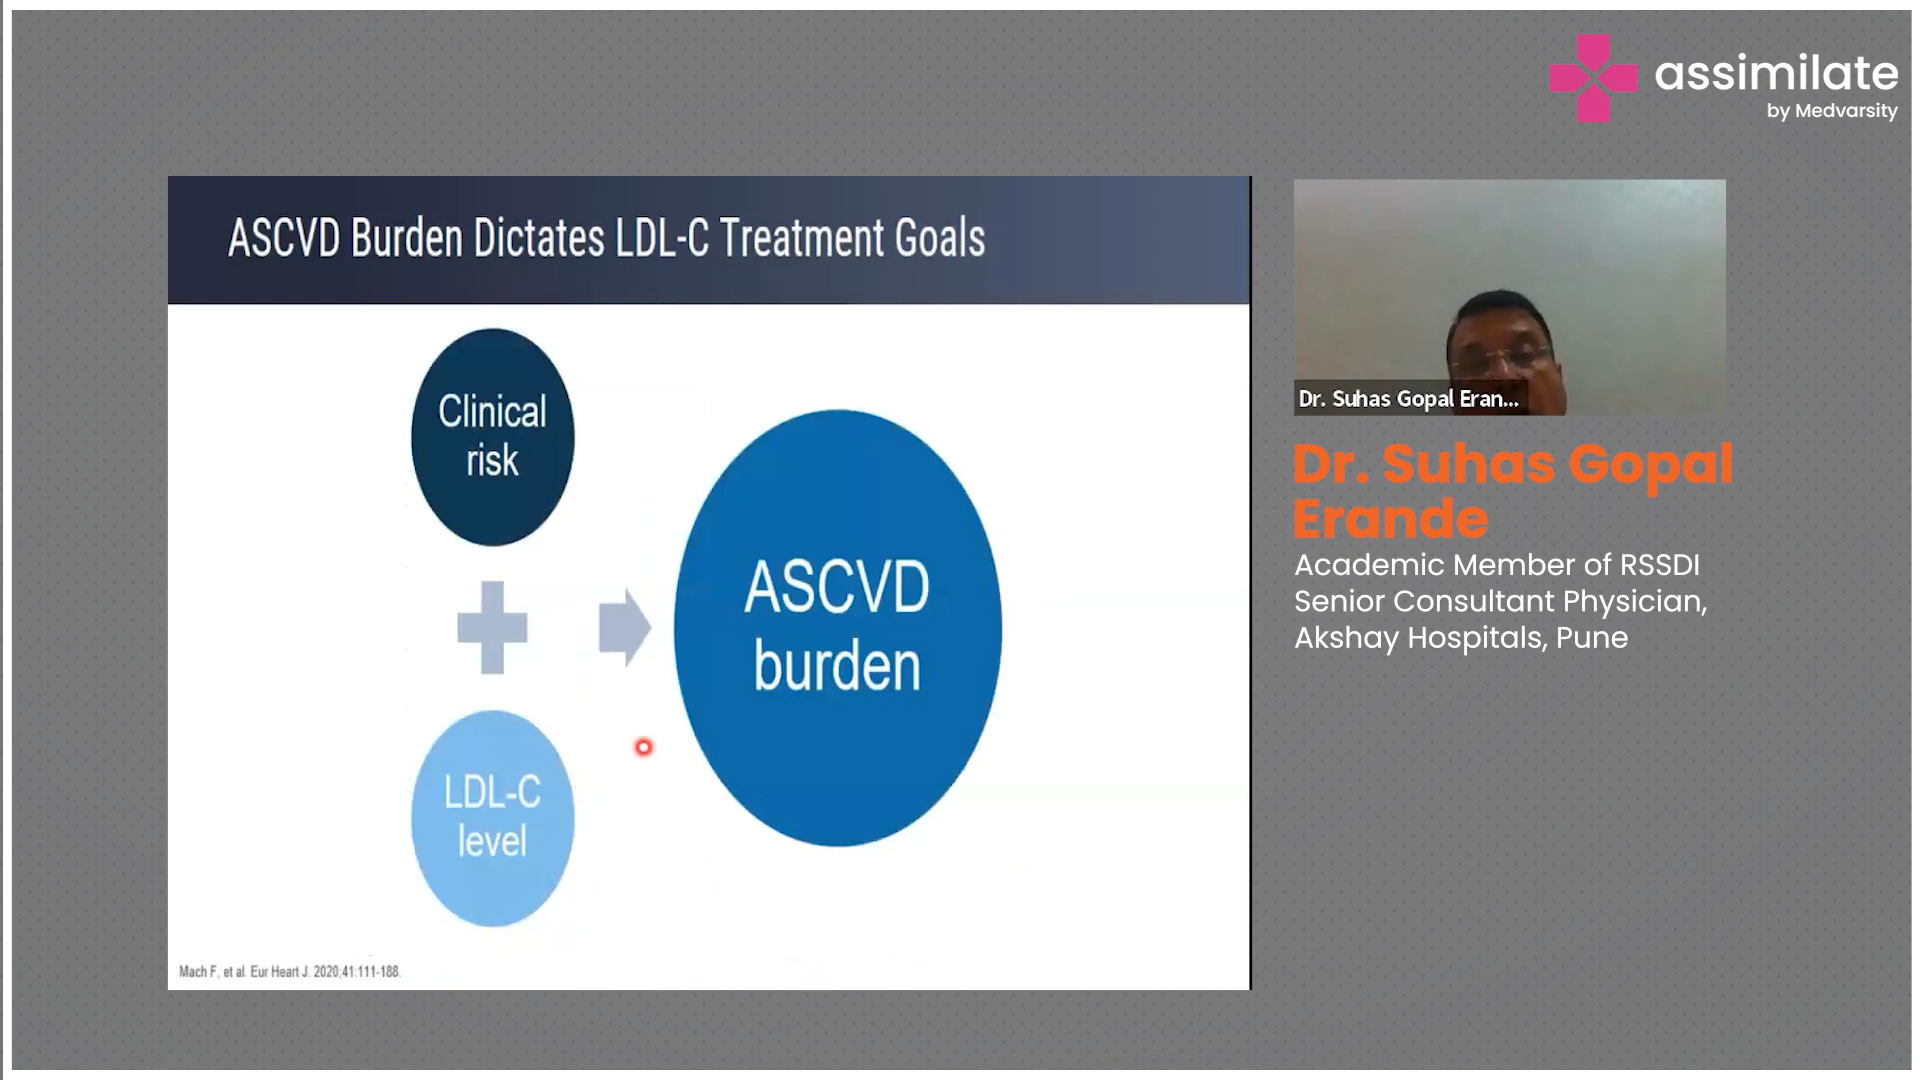 assimilate
by Medvarsity
ASCVD Burden Dictates LDL-C Treatment Goals
Clinical
risk
LDL-C
level
ASCVD
burden
Mach F, et al. Eur Heart J. 2020;41:111-188.
Dr. Suhas Gopal Eran...
Dr. Suhas Gopal
Erande
Academic Member of RSSDI
Senior Consultant Physician,
Akshay Hospitals, Pune